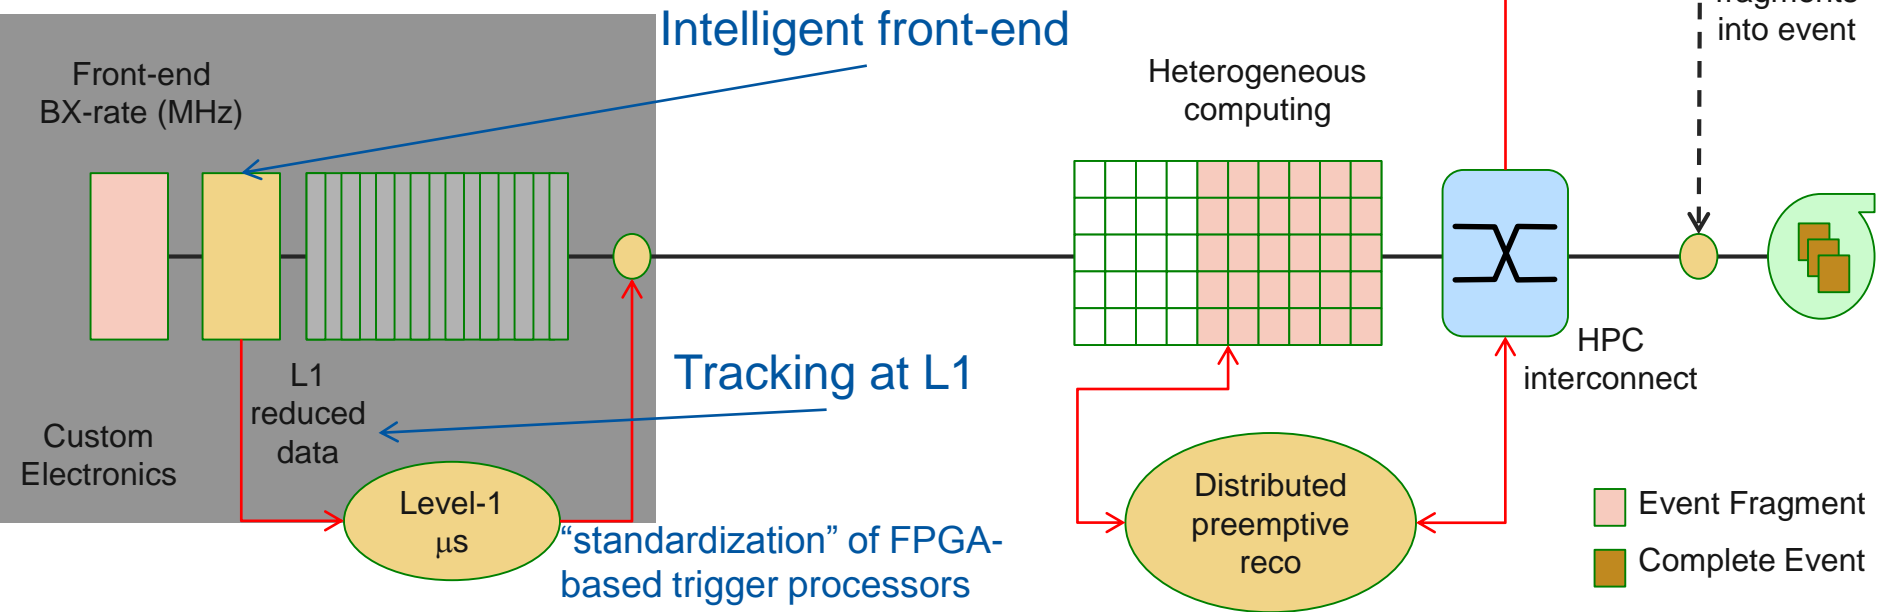 Intelligent front-end
fragments
into event
Front-end
BX-rate (MHz)
Heterogeneous
computing
HPC
interconnect
Tracking at L1
L1
reduced
data
Custom
Electronics
Level-1
μs
“standardization” of FPGA-
based trigger processors
Distributed
preemptive
reco
Event Fragment
Complete Event